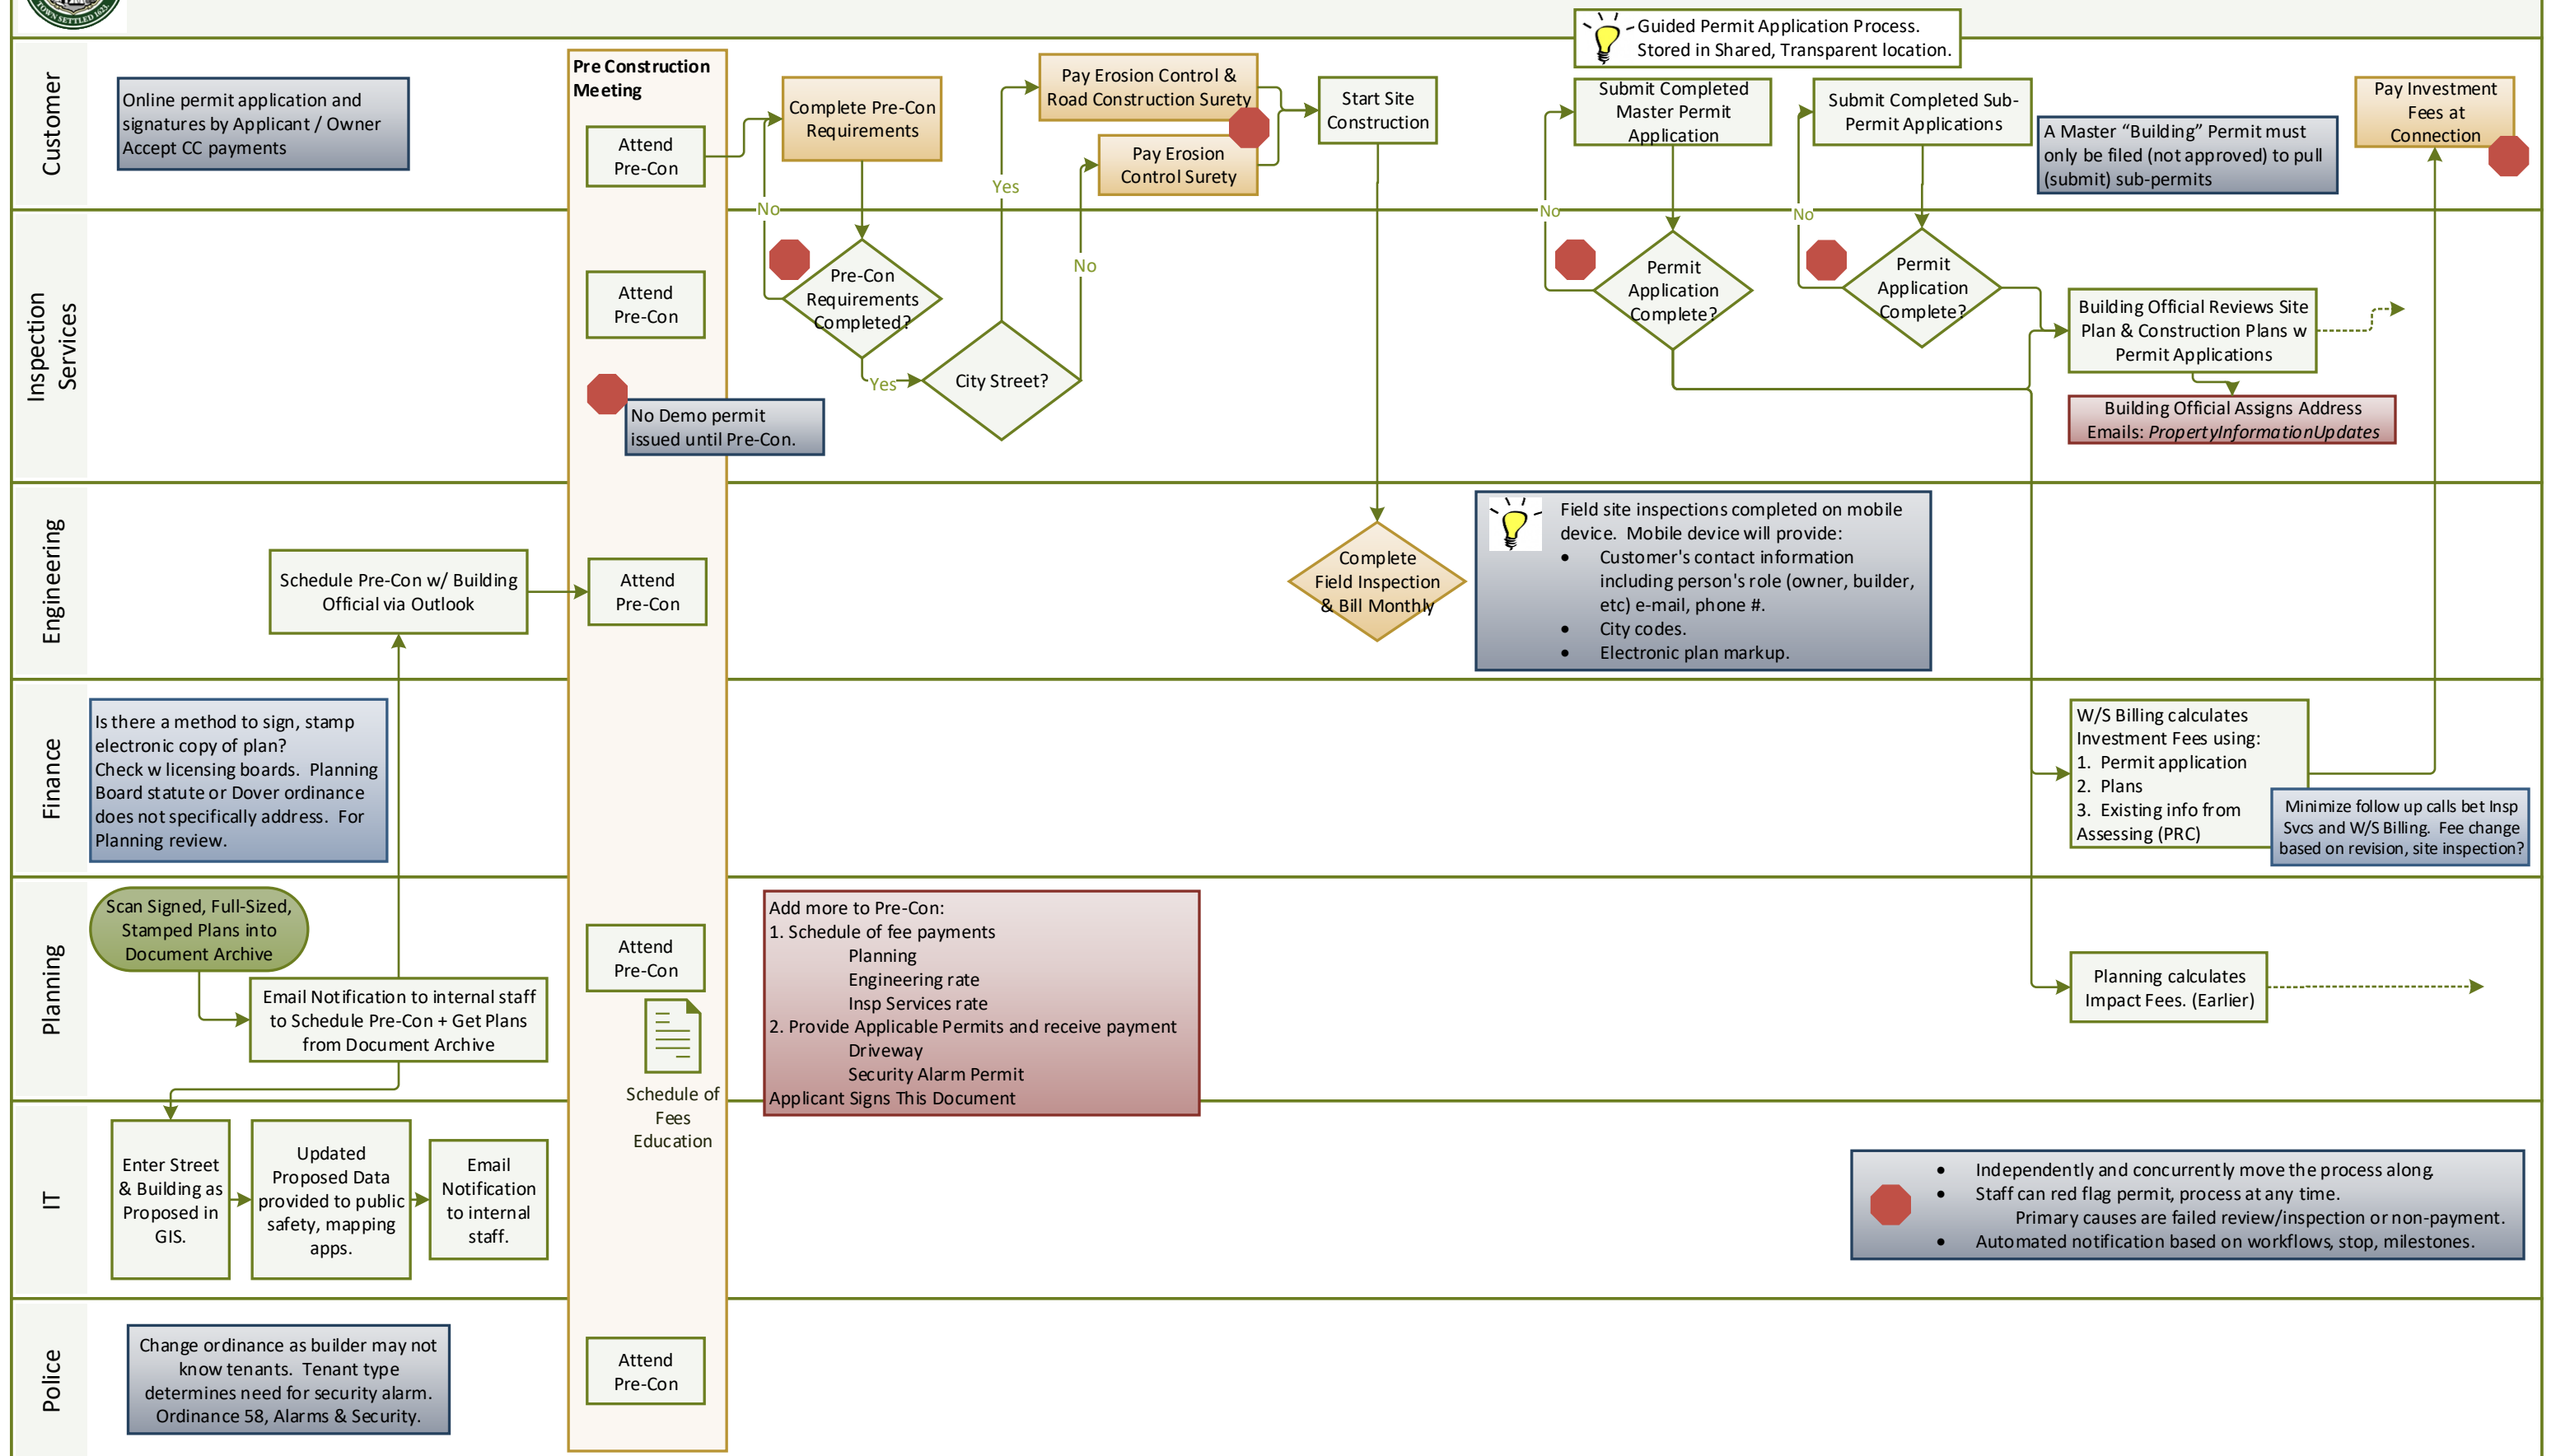 TOWN SETTLED 1623
Guided Permit Application Process.
Stored in Shared, Transparent location.
Customer
Online permit application and
signatures by Applicant / Owner
Accept CC payments
Pre Construction
Meeting
Attend
Pre-Con
Complete Pre-Con
Requirements
Pay Erosion Control &
Road Construction Surety
Pay Erosion
Control Surety
Start Site
Construction
Submit Completed
Master Permit
Application
Submit Completed Sub-
Permit Applications
A Master “Building” Permit must
only be filed (not approved) to pull
(submit) sub-permits
Pay Investment
Fees at
Connection
Yes
No
No
No
No
Inspection
Services
Attend
Pre-Con
No Demo permit
issued until Pre-Con.
Pre-Con
Requirements
Completed?
Yes
City Street?
Permit
Application
Complete?
Permit
Application
Complete?
Building Official Reviews Site
Plan & Construction Plans w
Permit Applications
Building Official Assigns Address
Emails: PropertyInformationUpdates
Engineering
Schedule Pre-Con w/ Building
Official via Outlook
Attend
Pre-Con
Complete
Field Inspection
& Bill Monthly
Field site inspections completed on mobile
device. Mobile device will provide:
• Customer's contact information
including person's role (owner, builder,
etc) e-mail, phone #.
• City codes.
• Electronic plan markup.
Finance
Is there a method to sign, stamp
electronic copy of plan?
Check w licensing boards. Planning
Board statute or Dover ordinance
does not specifically address. For
Planning review.
W/S Billing calculates
Investment Fees using:
1. Permit application
2. Plans
3. Existing info from
Assessing (PRC)
Minimize follow up calls bet Insp
Svcs and W/S Billing. Fee change
based on revision, site inspection?
Planning
Scan Signed, Full-Sized,
Stamped Plans into
Document Archive
Email Notification to internal staff
to Schedule Pre-Con + Get Plans
from Document Archive
Attend
Pre-Con
Schedule of
Fees
Education
Add more to Pre-Con:
1. Schedule of fee payments
Planning
Engineering rate
Insp Services rate
2. Provide Applicable Permits and receive payment
Driveway
Security Alarm Permit
Applicant Signs This Document
Planning calculates
Impact Fees. (Earlier)
IT
Enter Street
& Building as
Proposed in
GIS.
Updated
Proposed Data
provided to public
safety, mapping
apps.
Email
Notification
to internal
staff.
• Independently and concurrently move the process along
• Staff can red flag permit, process at any time.
Primary causes are failed review/inspection or non-payment.
• Automated notification based on workflows, stop, milestones.
Police
Change ordinance as builder may not
know tenants. Tenant type
determines need for security alarm.
Ordinance 58, Alarms & Security.
Attend
Pre-Con